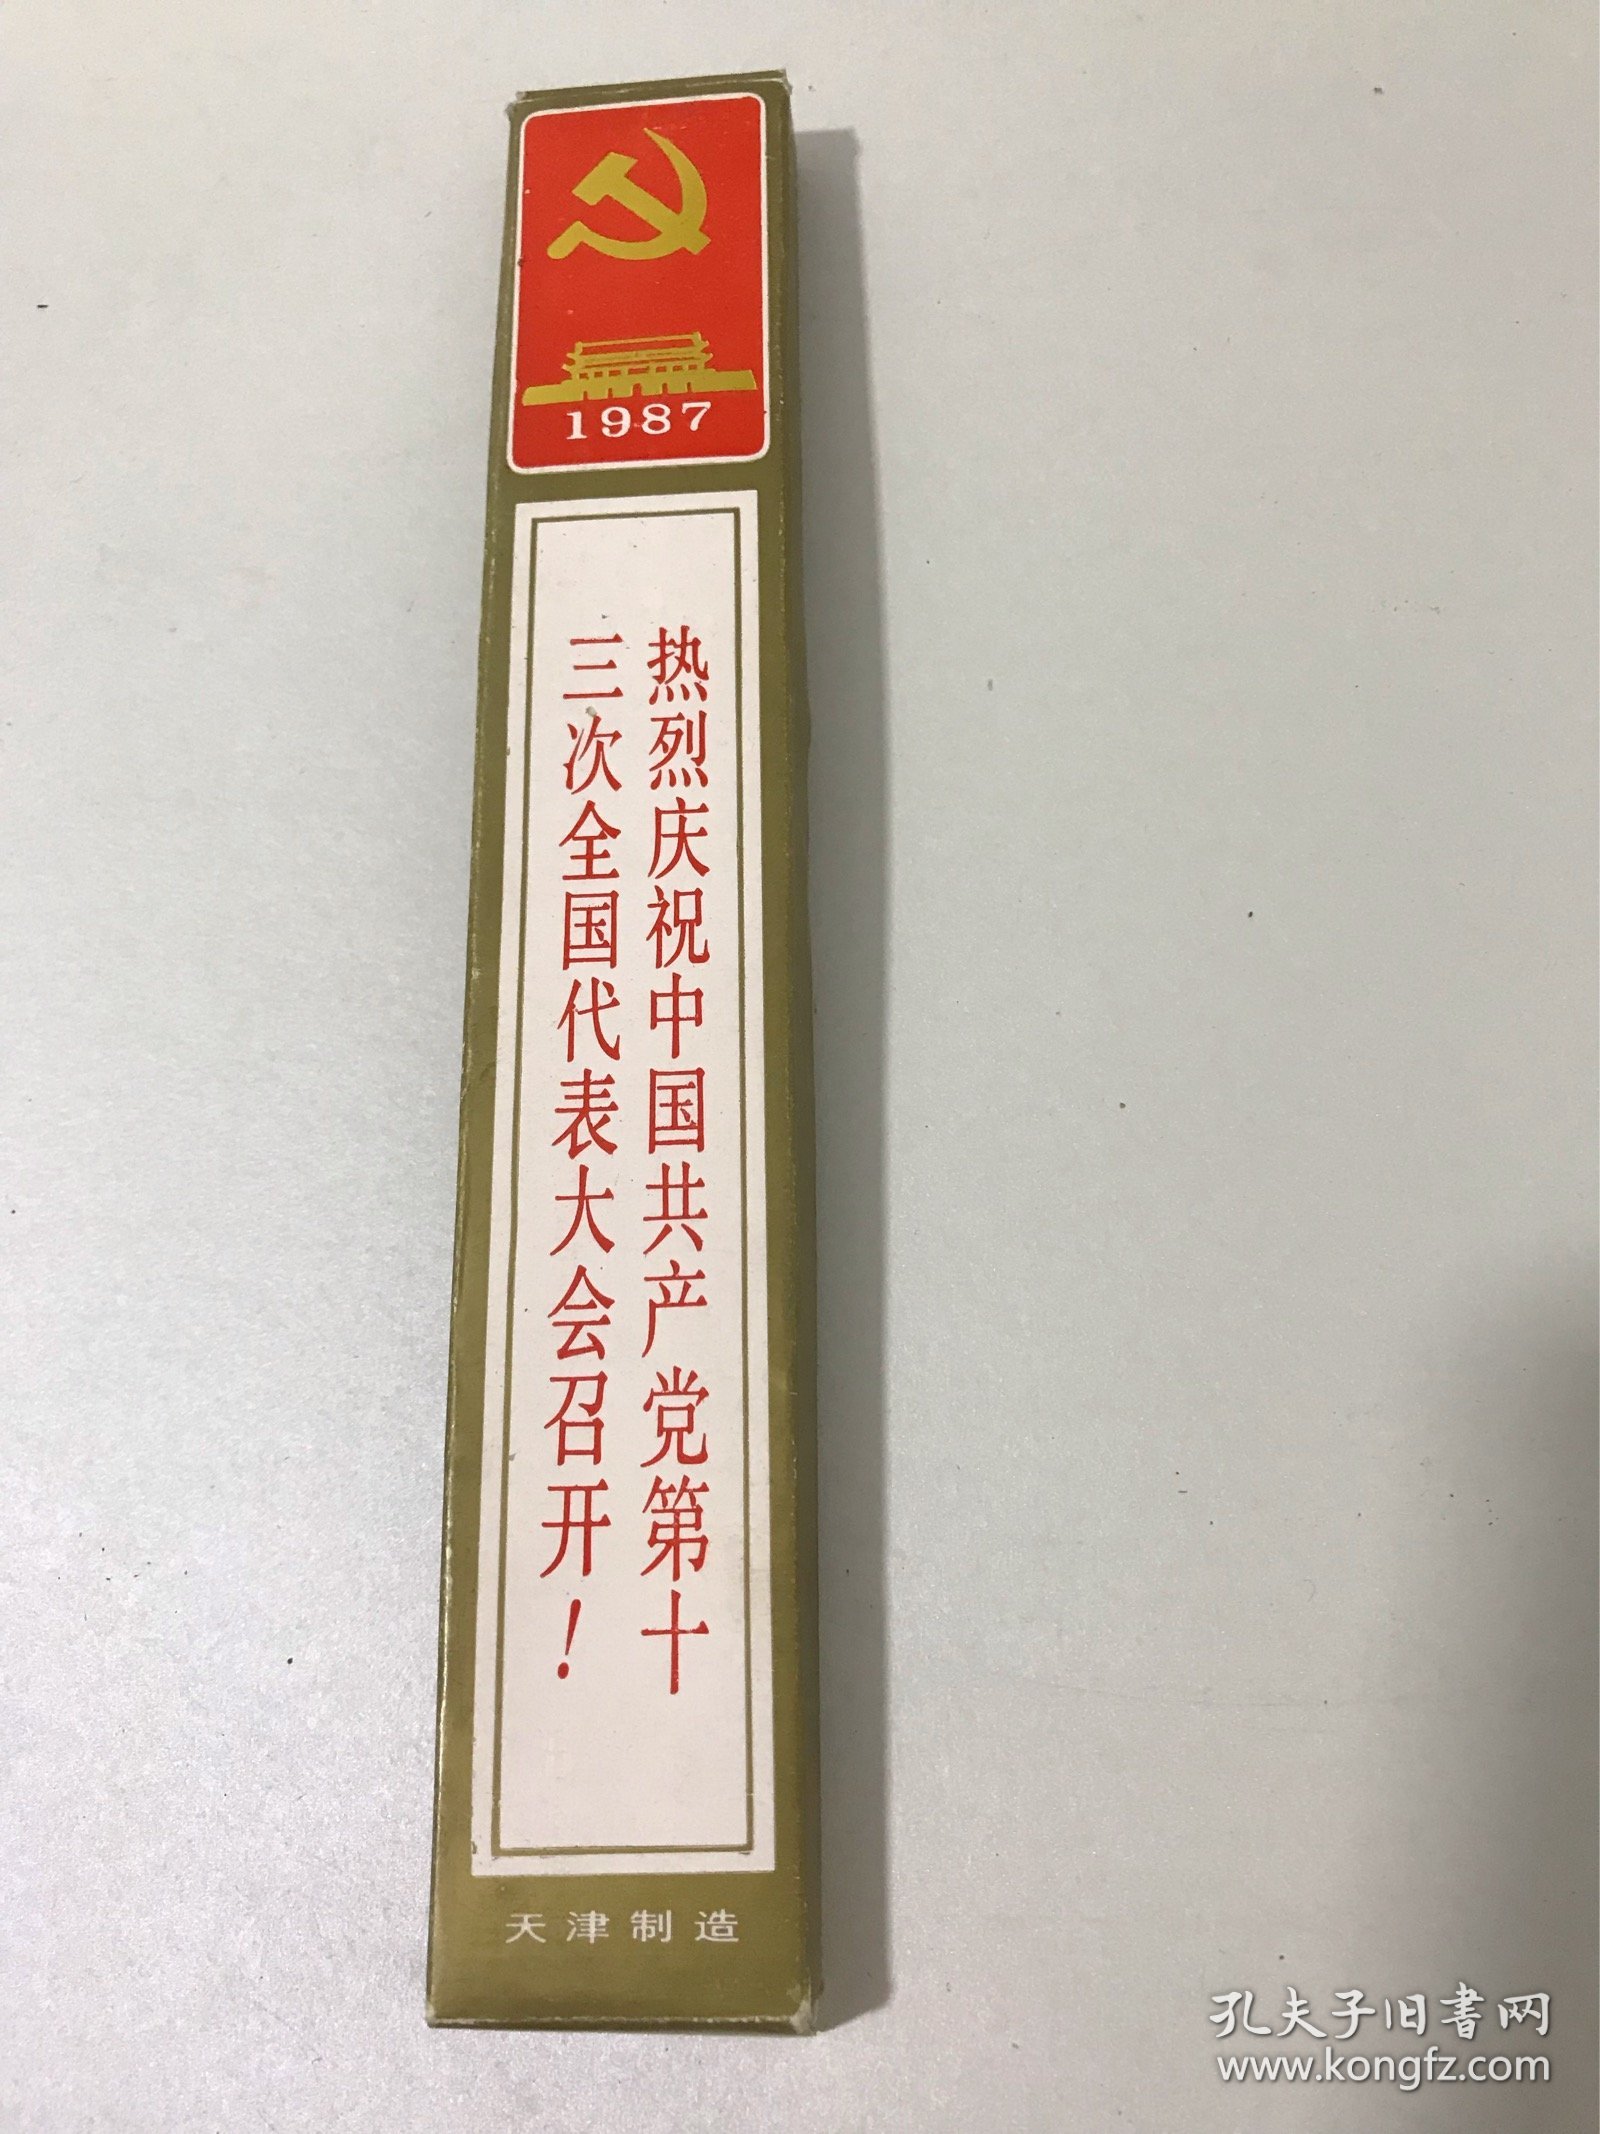 1987
热烈庆祝中国共产党第十
三次全国代表大会召开！
天津制造
孔夫子旧书网
www.kongfz.com